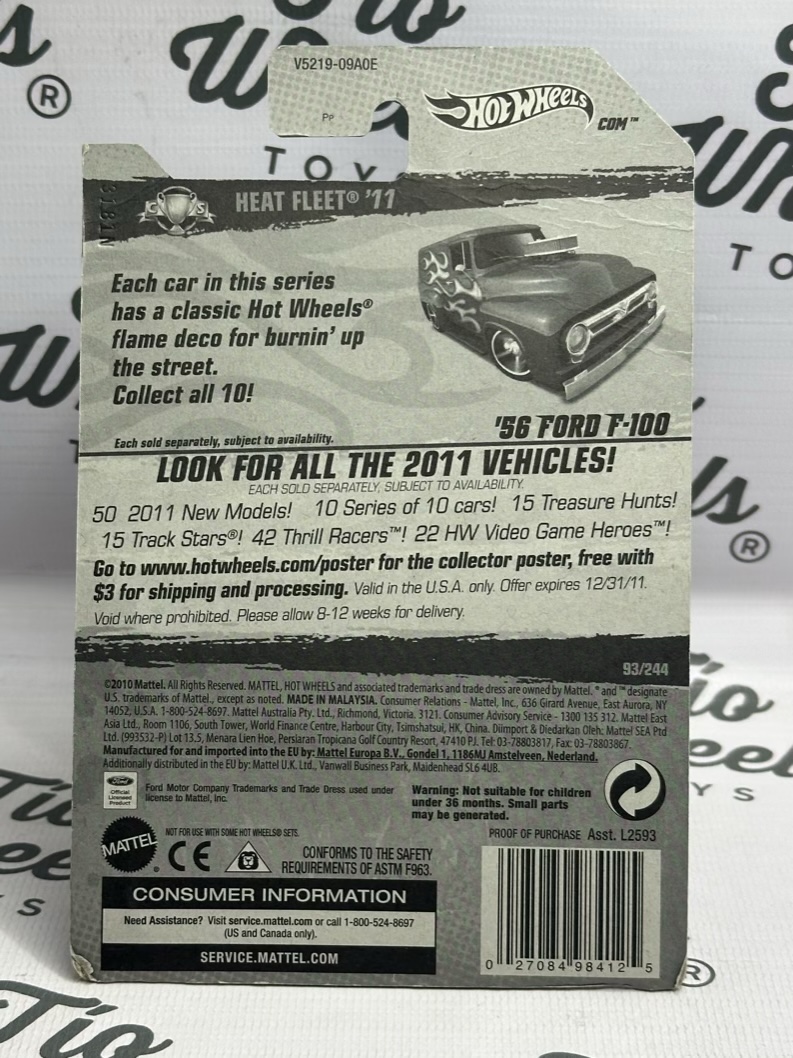 V5219-09A0E
Pe
HOT WHEELS
.COM™
HEAT FLEET® '11
Each car in this series
has a classic Hot Wheels®
flame deco for burnin' up
the street.
Collect all 10!
'56 FORD F-100
Each sold separately, subject to availability.
LOOK FOR ALL THE 2011 VEHICLES!
EACH SOLD SEPARATELY, SUBJECT TO AVAILABILITY.
50 2011 New Models! 10 Series of 10 cars! 15 Treasure Hunts!
15 Track Stars®! 42 Thrill Racers™! 22 HW Video Game Heroes™!
Go to www.hotwheels.com/poster for the collector poster, free with
$3 for shipping and processing. Valid in the U.S.A. only. Offer expires 12/31/11.
Void where prohibited. Please allow 8-12 weeks for delivery.
93/244
©2010 Mattel. All Rights Reserved. MATTEL, HOT WHEELS and associated trademarks and trade dress are owned by Mattel. ® and ™ designate
U.S. trademarks of Mattel, except as noted. MADE IN MALAYSIA. Consumer Relations - Mattel, Inc., 636 Girard Avenue, East Aurora, NY
14052, U.S.A. 1-800-524-8697. Mattel Australia Pty. Ltd., Richmond, Victoria. 3121. Consumer Advisory Service - 1300 135 312. Mattel East
Asia Ltd., Room 1106, South Tower, World Finance Centre, Harbour City, Tsimshatsui, HK, China. Diimport & Diedarkan Oleh: Mattel SEA Ptd
Ltd. (993532-P) Lot 13.5, Menara Lien Hoe, Persiaran Tropicana Golf Country Resort, 47410 PJ. Tel: 03-78803817, Fax: 03-78803867.
Manufactured for and imported into the EU by: Mattel Europa B.V., Gondel 1, 1186MJ Amstelveen, Nederland.
Additionally distributed in the EU by: Mattel U.K. Ltd., Vanwall Business Park, Maidenhead SL6 4UB.
Ford
Official
Licensed
Product
Ford Motor Company Trademarks and Trade Dress used under
license to Mattel, Inc.
Warning: Not suitable for children
under 36 months. Small parts
may be generated.
MATTEL
NOT FOR USE WITH SOME HOT WHEELS® SETS.
CE
CONFORMS TO THE SAFETY
REQUIREMENTS OF ASTM F963.
PROOF OF PURCHASE Asst. L2593
CONSUMER INFORMATION
Need Assistance? Visit service.mattel.com or call 1-800-524-8697
(US and Canada only).
SERVICE.MATTEL.COM
0 27084 98412 5